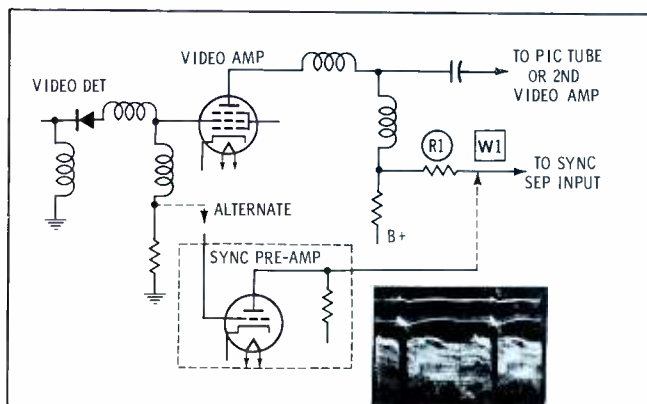 VIDEO AMP
TO PIC TUBE
OR 2ND
VIDEO AMP
VIDEO DET
R1
W1
TO SYNC
SEP INPUT
ALTERNATE
B+
SYNC PRE-AMP